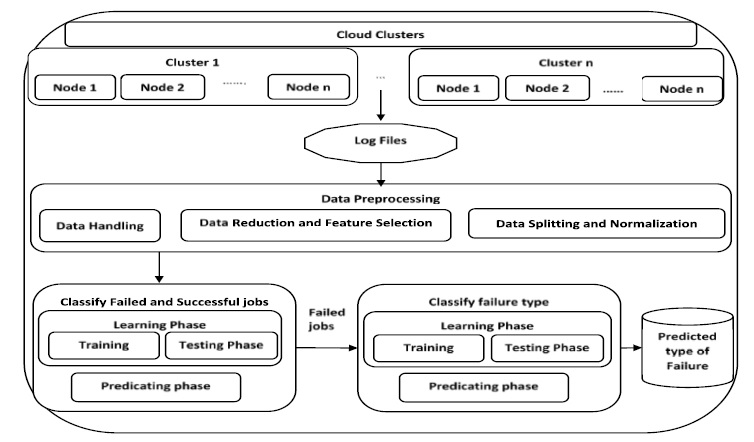 Cloud Clusters
Cluster 1
Node 1
Node 2
.......
Node n
...
Cluster n
Node 1
Node 2
......
Node n
Log Files
Data Preprocessing
Data Handling
Data Reduction and Feature Selection
Data Splitting and Normalization
Classify Failed and Successful jobs
Learning Phase
Training
Testing Phase
Predicating phase
Failed
jobs
Classify failure type
Learning Phase
Training
Testing Phase
Predicating phase
Predicted
type of
Failure